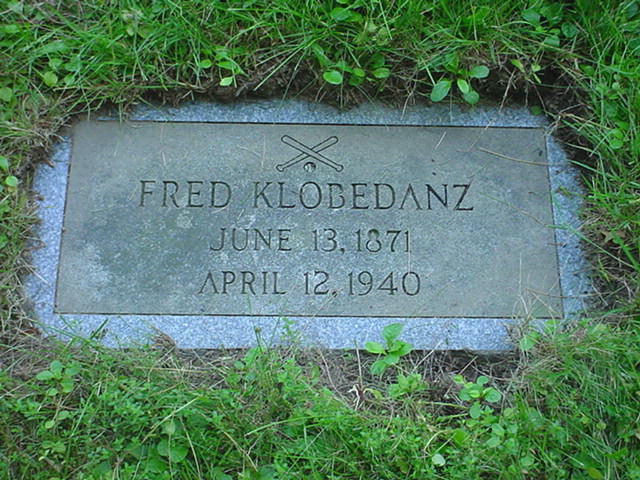 FRED KLOBEDANZ
JUNE 13, 1871
APRIL 12, 1940